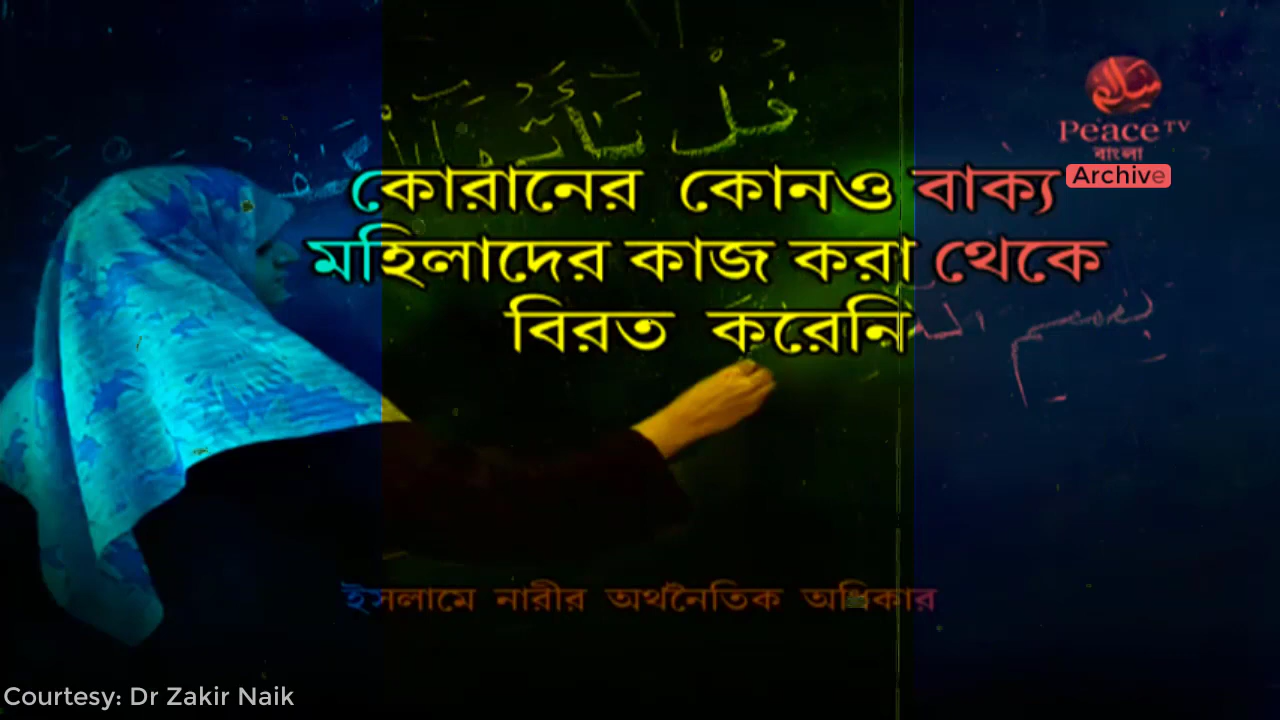 Peace TV
বাংলা
Archive
কোরানের কোনও বাক্য
মহিলাদের কাজ করা থেকে
বিরত করেনি
ইসলামে নারীর অর্থনৈতিক অধিকার
Courtesy: Dr Zakir Naik